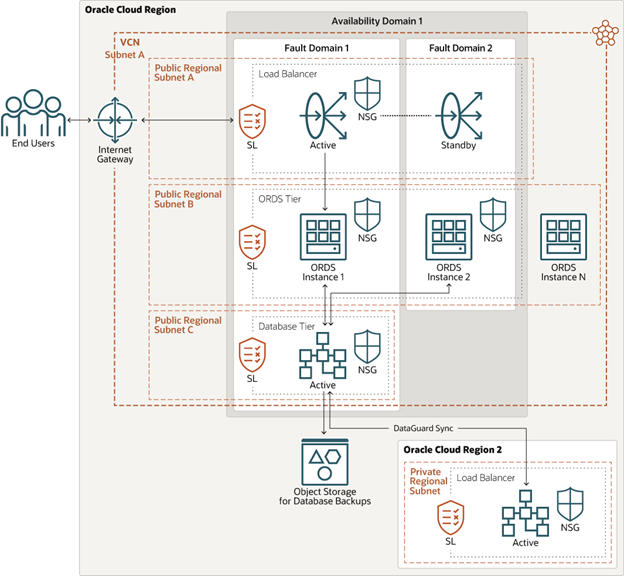 Oracle Cloud Region
Availability Domain 1
VCN
Subnet A
Fault Domain 1
Fault Domain 2
Public Regional
Subnet A
Load Balancer
SL
NSG
Active
Standby
End Users
Internet
Gateway
Public Regional
Subnet B
ORDS Tier
SL
NSG
NSG
ORDS
Instance 1
ORDS
Instance 2
ORDS
Instance N
Public Regional
Subnet C
Database Tier
SL
NSG
Active
DataGuard Sync
Object Storage
for Database Backups
Oracle Cloud Region 2
Private
Regional
Subnet
Load Balancer
SL
NSG
Active